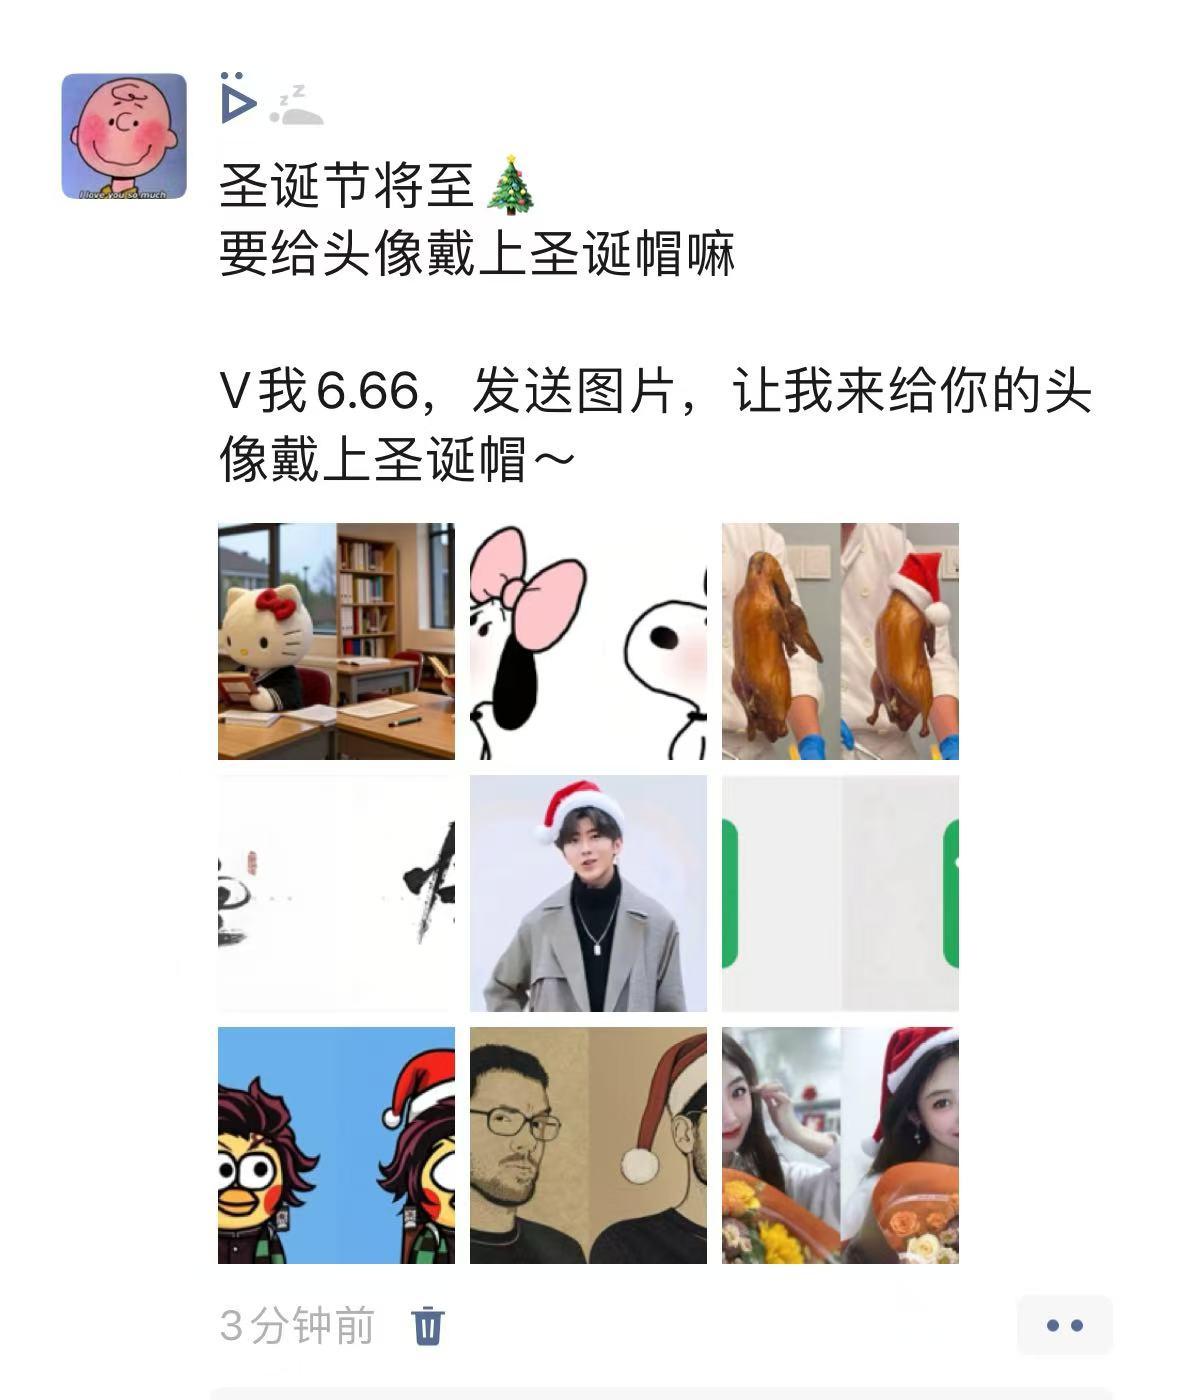 I love you so much
圣诞节将至🎄
要给头像戴上圣诞帽嘛
V我6.66，发送图片，让我来给你的头
像戴上圣诞帽～
3分钟前